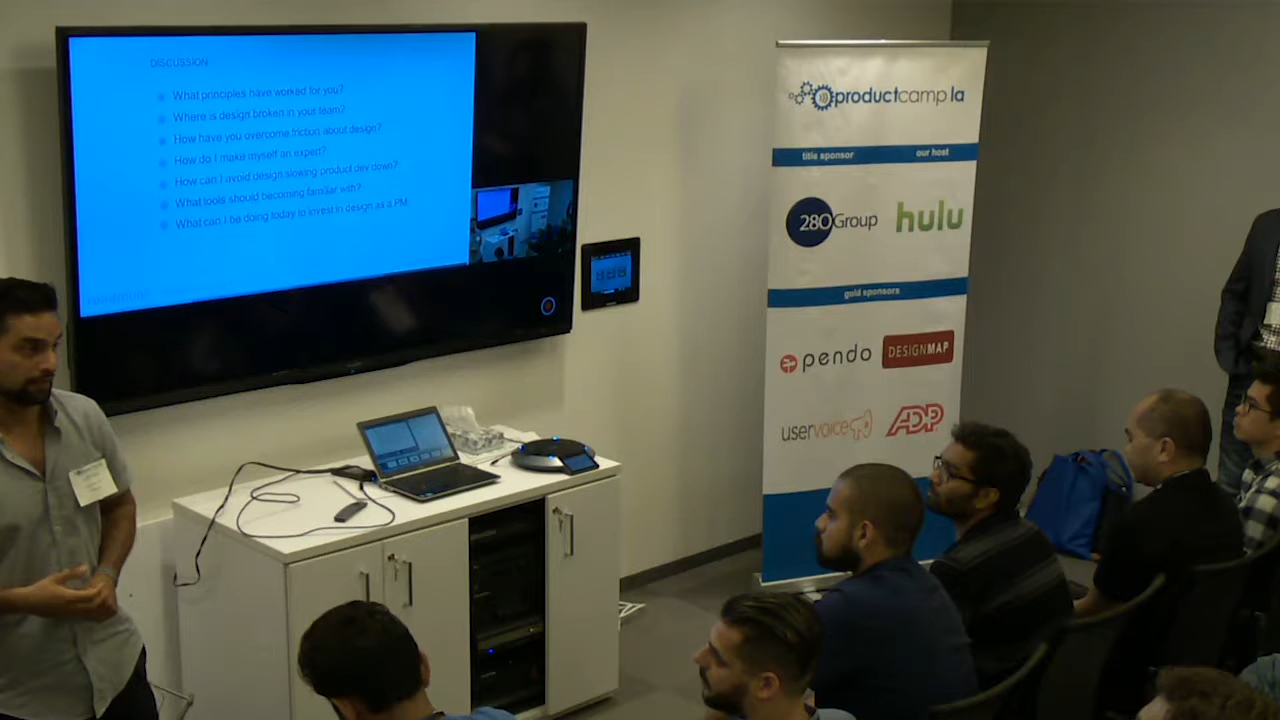 DISCUSSION
What principles have worked for you?
Where is design broken in your team?
How have you overcome friction about design?
How do I make myself an expert?
How can I avoid design slowing product dev down?
What tools should becoming familiar with?
What can I be doing today to invest in design as a PM
roadmunk
productcamp la
title sponsor our host
280Group hulu
gold sponsors
pendo DESIGNMAP
uservoice ADP